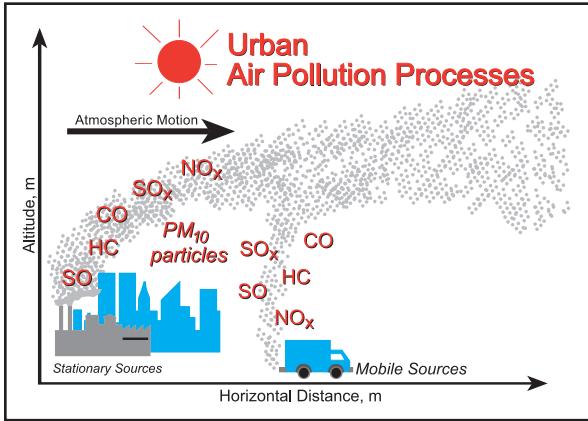 Urban
Air Pollution Processes
Atmospheric Motion
NOx
SOx
CO
HC
SO
PM10
particles
SOx
CO
HC
SO
NOx
Stationary Sources
Mobile Sources
Altitude, m
Horizontal Distance, m